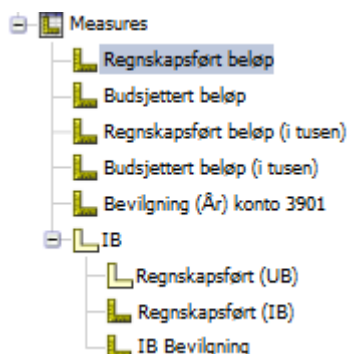 Measures
Regnskapsført beløp
Budsjettert beløp
Regnskapsført beløp (i tusen)
Budsjettert beløp (i tusen)
Bevilgning (År) konto 3901
IB
Regnskapsført (UB)
Regnskapsført (IB)
IB Bevilgning